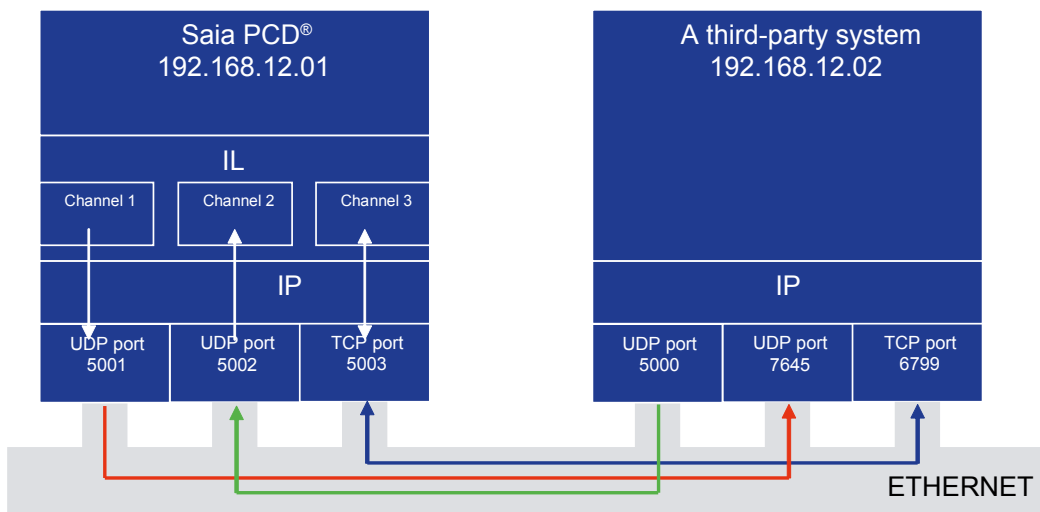 Saia PCD®
192.168.12.01
IL
Channel 1
Channel 2
Channel 3
IP
UDP port
5001
UDP port
5002
TCP port
5003
A third-party system
192.168.12.02
IP
UDP port
5000
UDP port
7645
TCP port
6799
ETHERNET